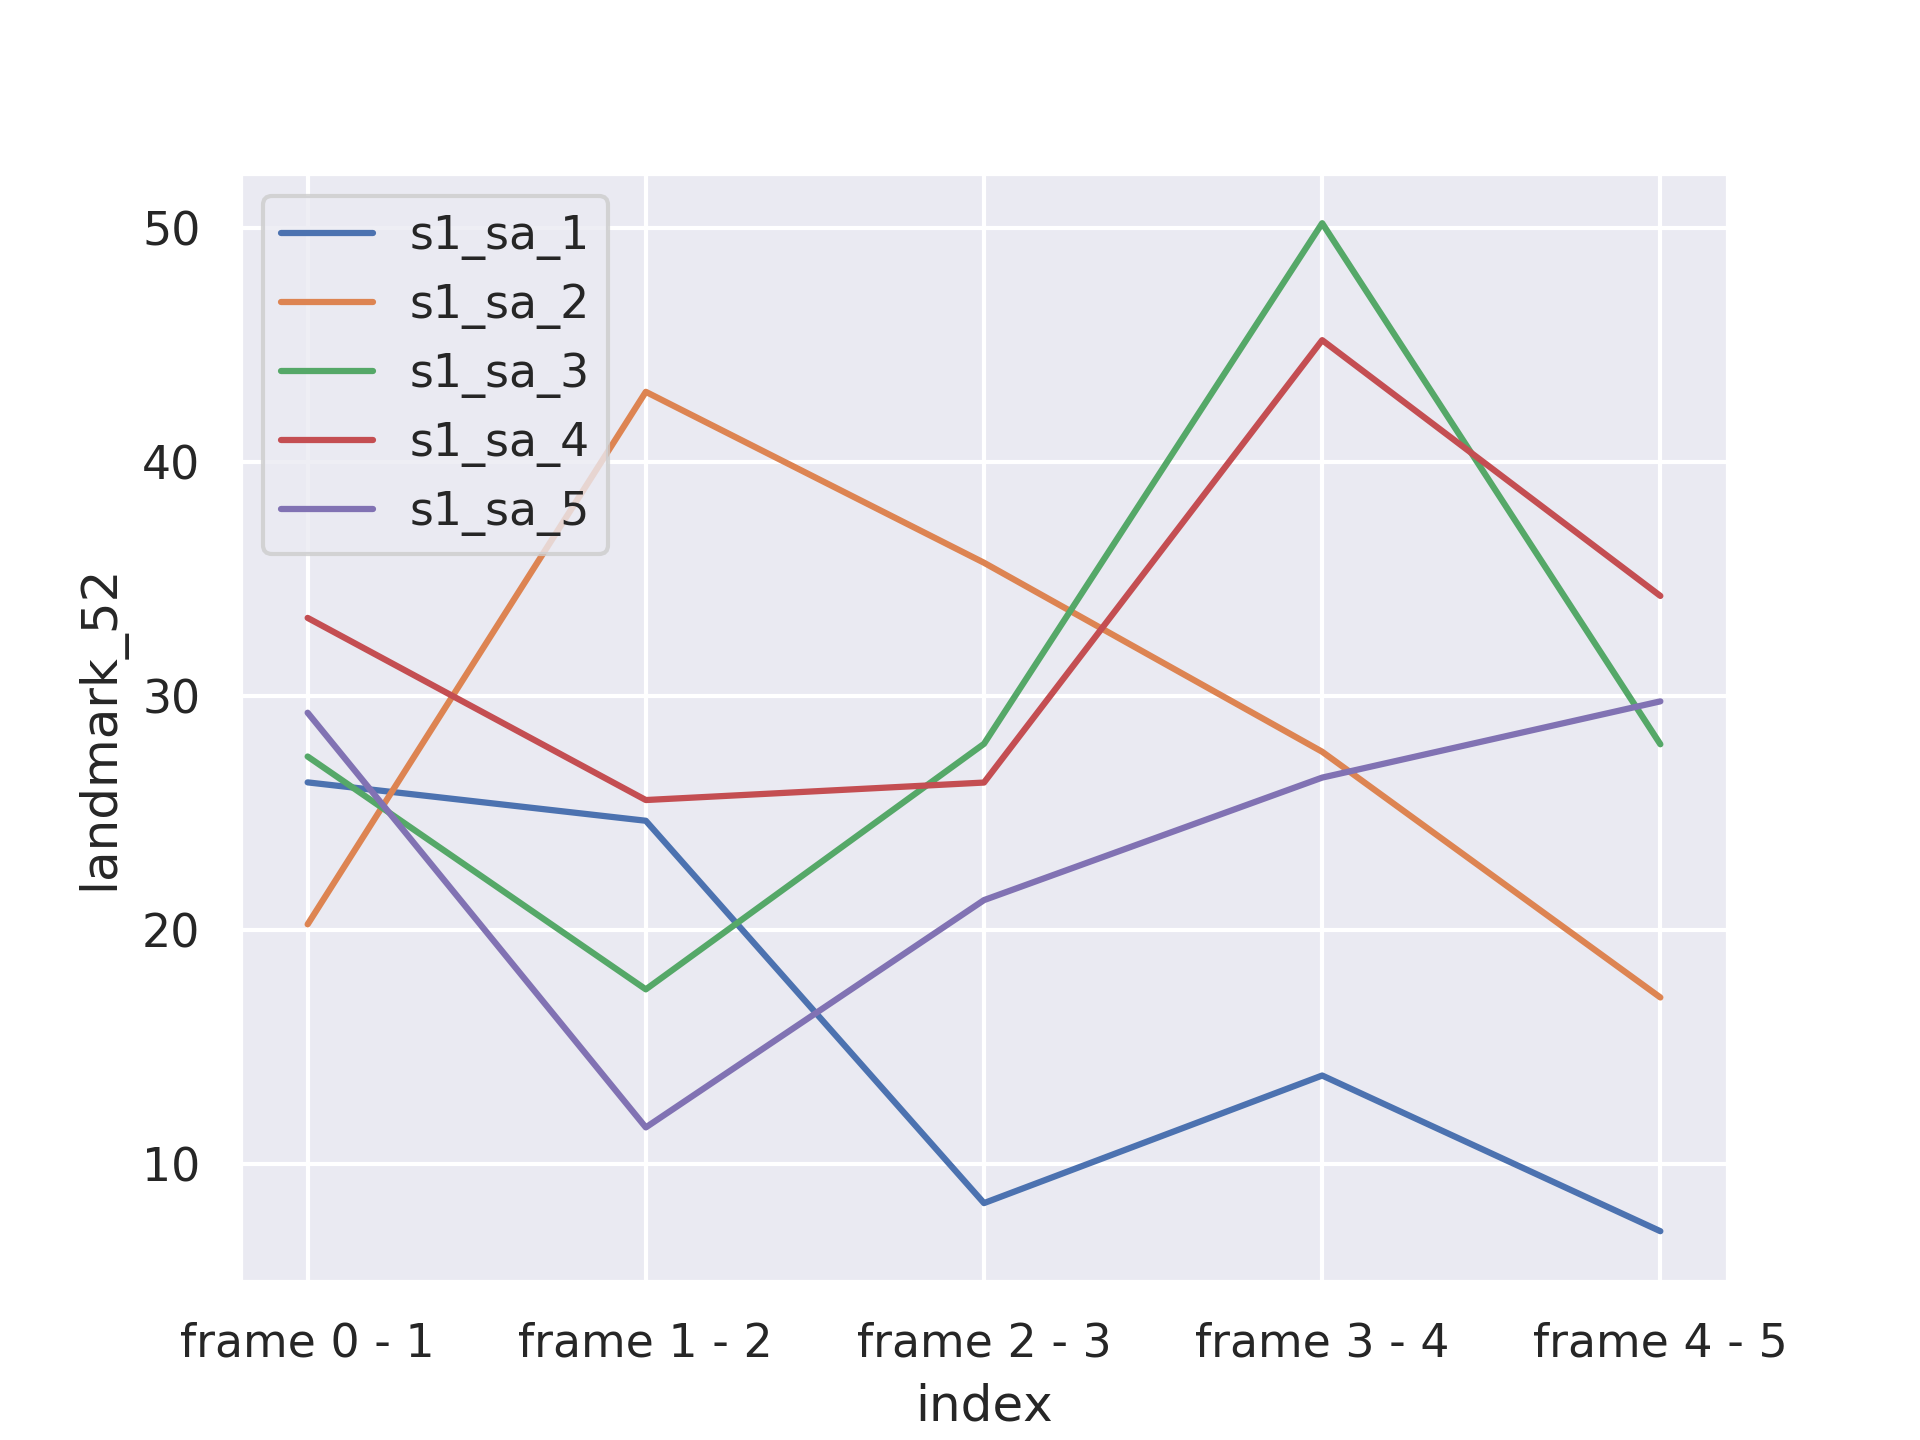 s1_sa_1
s1_sa_2
s1_sa_3
s1_sa_4
s1_sa_5
50
40
30
20
10
landmark_52
frame 0 - 1
frame 1 - 2
frame 2 - 3
frame 3 - 4
frame 4 - 5
index